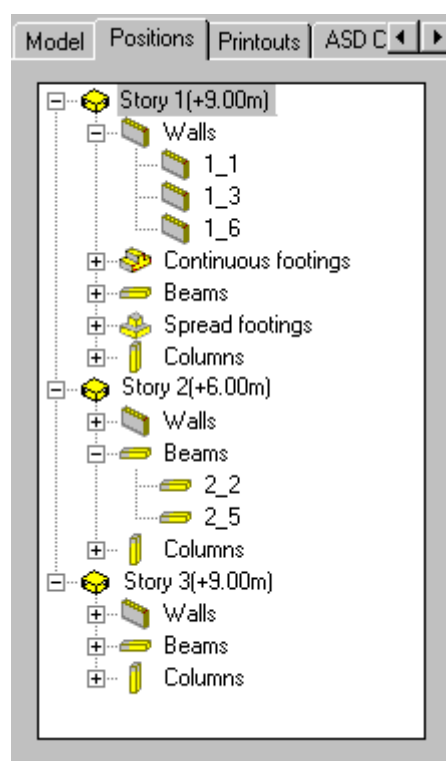 Model Positions Printouts ASD C
Story 1(+9.00m)
Walls
1_1
1_3
1_6
Continuous footings
Beams
Spread footings
Columns
Story 2(+6.00m)
Walls
Beams
2_2
2_5
Columns
Story 3(+9.00m)
Walls
Beams
Columns